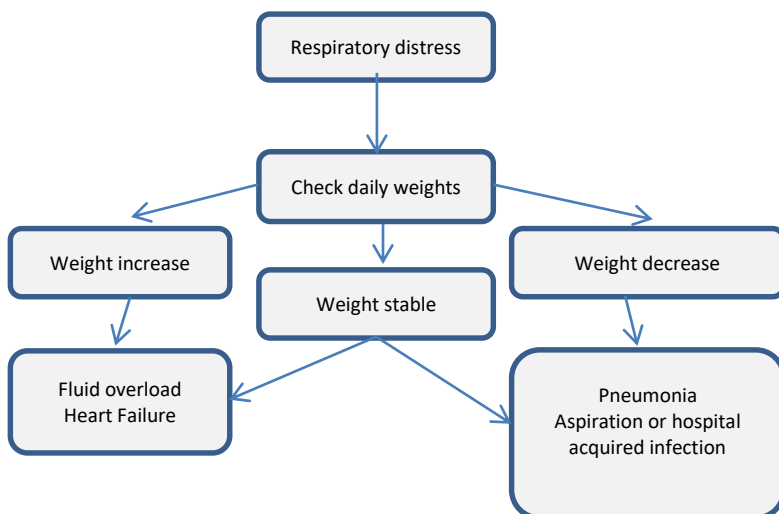 Respiratory distress
Check daily weights
Weight increase
Weight stable
Weight decrease
Fluid overload
Heart Failure
Pneumonia
Aspiration or hospital
acquired infection